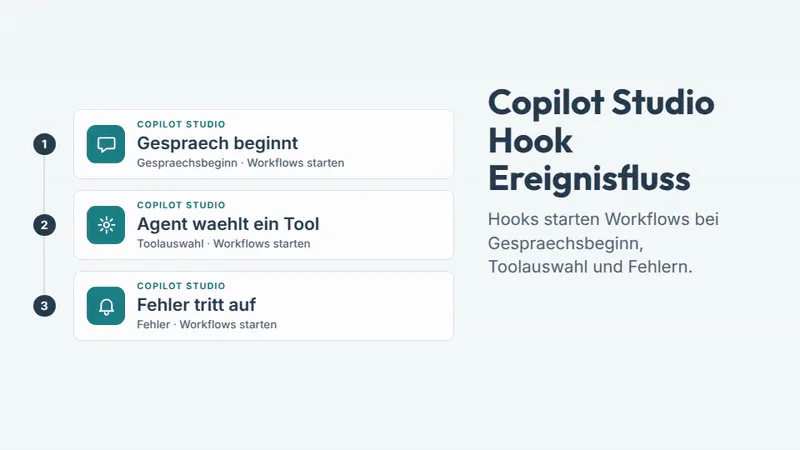 Copilot Studio
Hook
Ereignisfluss
Hooks starten Workflows bei
Gespraechsbeginn,
Toolauswahl und Fehlern.
1
COPILOT STUDIO
Gespraech beginnt
Gespraechsbeginn · Workflows starten
2
COPILOT STUDIO
Agent waehlt ein Tool
Toolauswahl · Workflows starten
3
COPILOT STUDIO
Fehler tritt auf
Fehler · Workflows starten